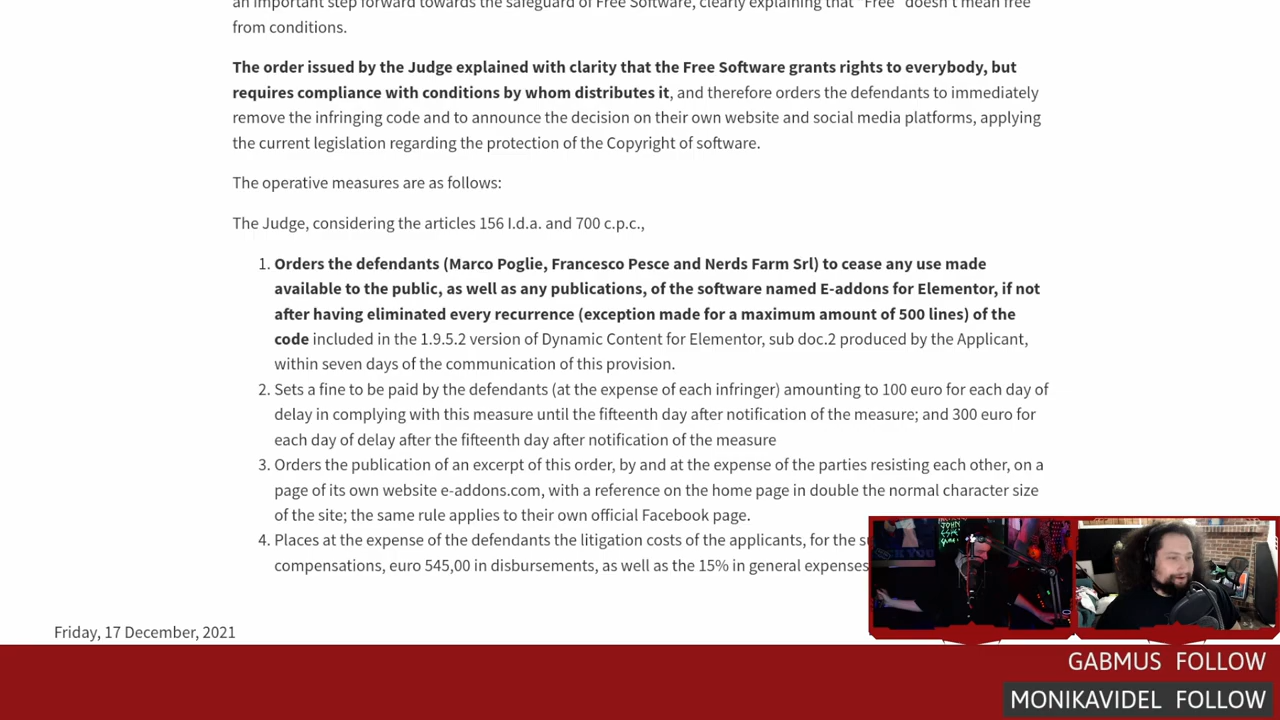 an important step forward towards the safeguard of Free Software, clearly explaining that "Free" doesn't mean free
from conditions.
The order issued by the Judge explained with clarity that the Free Software grants rights to everybody, but
requires compliance with conditions by whom distributes it, and therefore orders the defendants to immediately
remove the infringing code and to announce the decision on their own website and social media platforms, applying
the current legislation regarding the protection of the Copyright of software.
The operative measures are as follows:
The Judge, considering the articles 156 l.d.a. and 700 c.p.c.,
1. Orders the defendants (Marco Poglie, Francesco Pesce and Nerds Farm Srl) to cease any use made
available to the public, as well as any publications, of the software named E-addons for Elementor, if not
after having eliminated every recurrence (exception made for a maximum amount of 500 lines) of the
code included in the 1.9.5.2 version of Dynamic Content for Elementor, sub doc.2 produced by the Applicant,
within seven days of the communication of this provision.
2. Sets a fine to be paid by the defendants (at the expense of each infringer) amounting to 100 euro for each day of
delay in complying with this measure until the fifteenth day after notification of the measure; and 300 euro for
each day of delay after the fifteenth day after notification of the measure
3. Orders the publication of an excerpt of this order, by and at the expense of the parties resisting each other, on a
page of its own website e-addons.com, with a reference on the home page in double the normal character size
of the site; the same rule applies to their own official Facebook page.
4. Places at the expense of the defendants the litigation costs of the applicants, for the
compensations, euro 545,00 in disbursements, as well as the 15% in general expenses
Friday, 17 December, 2021
GABMUS FOLLOW
MONIKAVIDEL FOLLOW